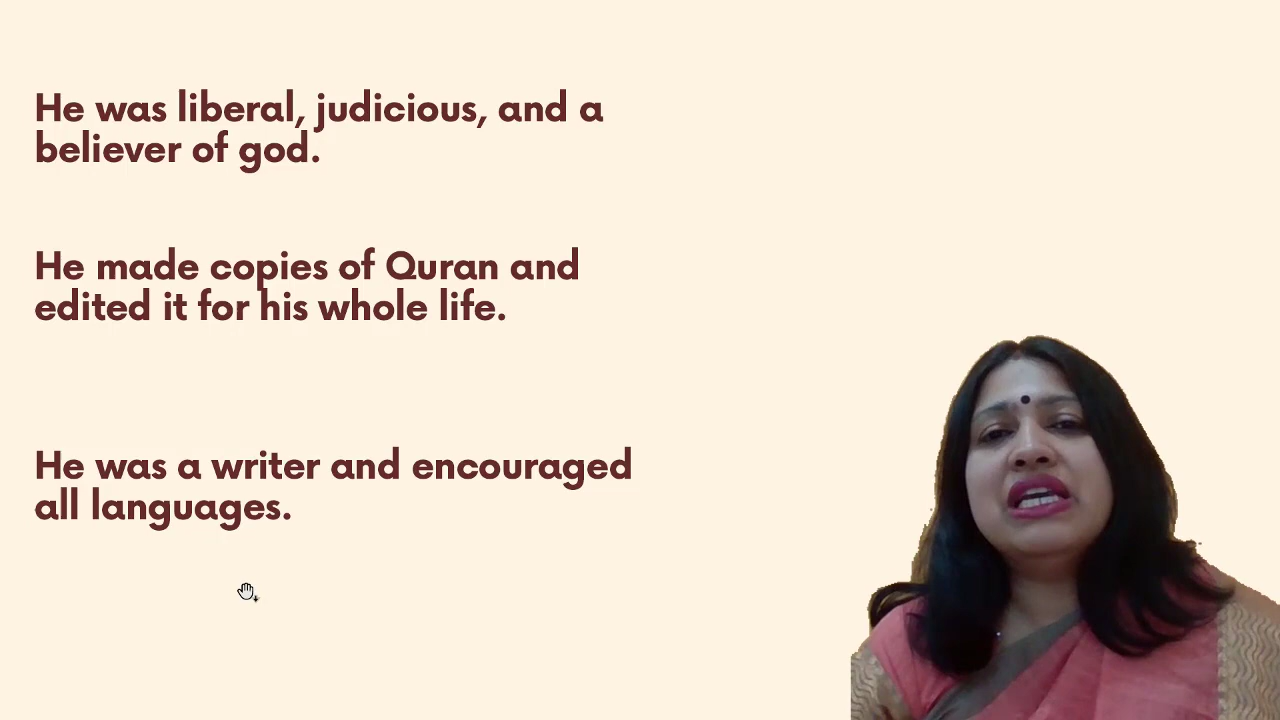 He was liberal, judicious, and a
believer of god.
He made copies of Quran and
edited it for his whole life.
He was a writer and encouraged
all languages.